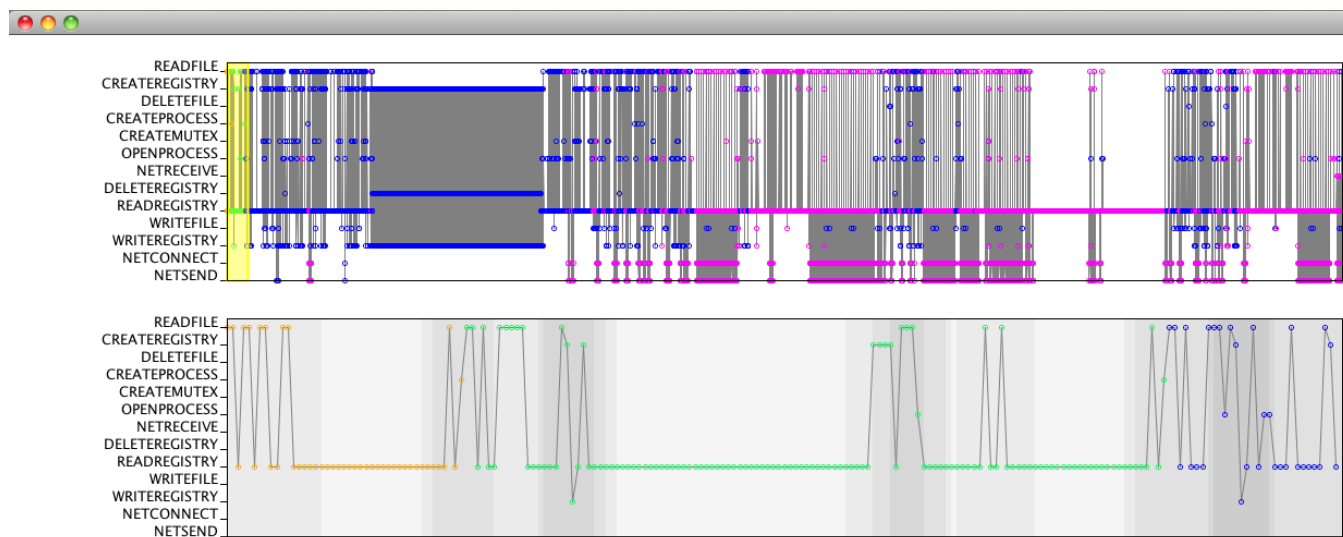 READFILE
CREATEREGISTRY
DELETEFILE
CREATEPROCESS
CREATEMUTEX
OPENPROCESS
NETRECEIVE
DELETEREGISTRY
READREGISTRY
WRITEFILE
WRITEREGISTRY
NETCONNECT
NETSEND
READFILE
CREATEREGISTRY
DELETEFILE
CREATEPROCESS
CREATEMUTEX
OPENPROCESS
NETRECEIVE
DELETEREGISTRY
READREGISTRY
WRITEFILE
WRITEREGISTRY
NETCONNECT
NETSEND